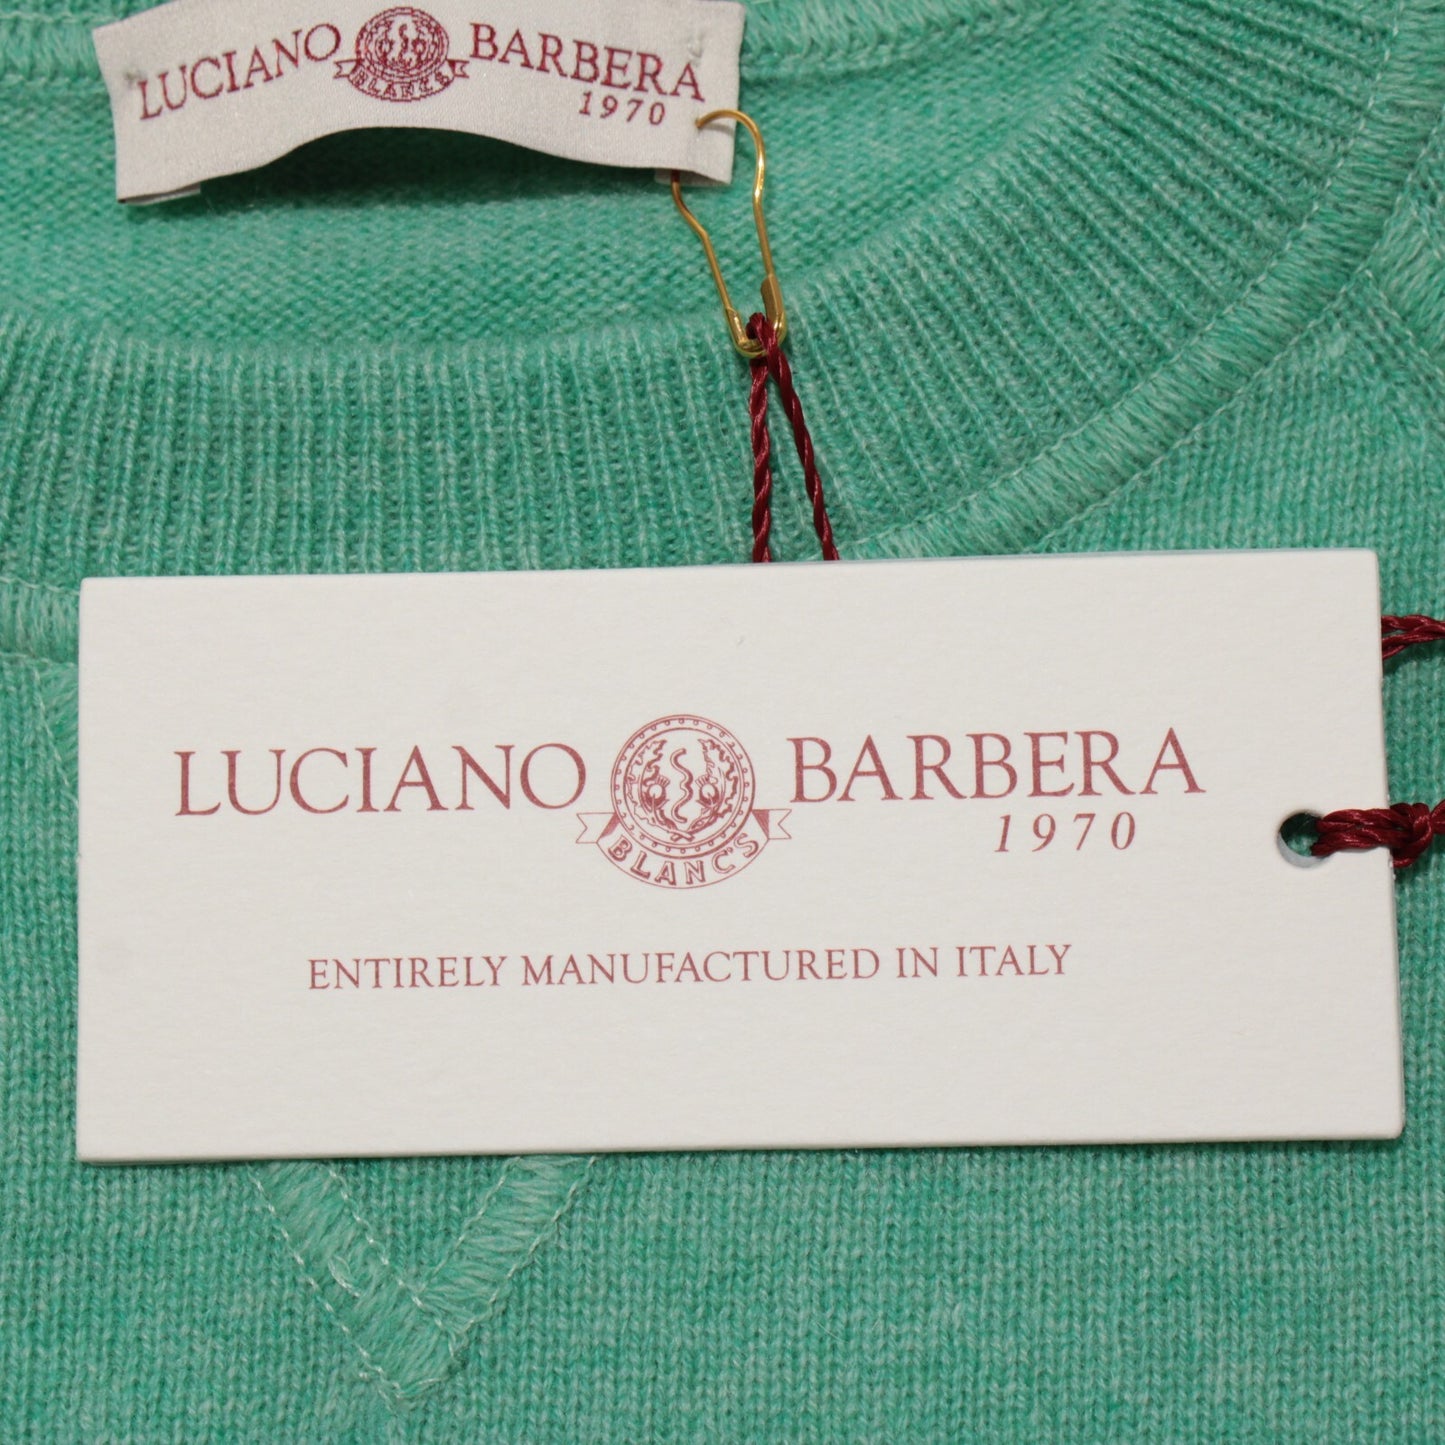 LUCIANO BARBERA
BLANC'S
1970
LUCIANO BARBERA
1970
BLANC'S
ENTIRELY MANUFACTURED IN ITALY